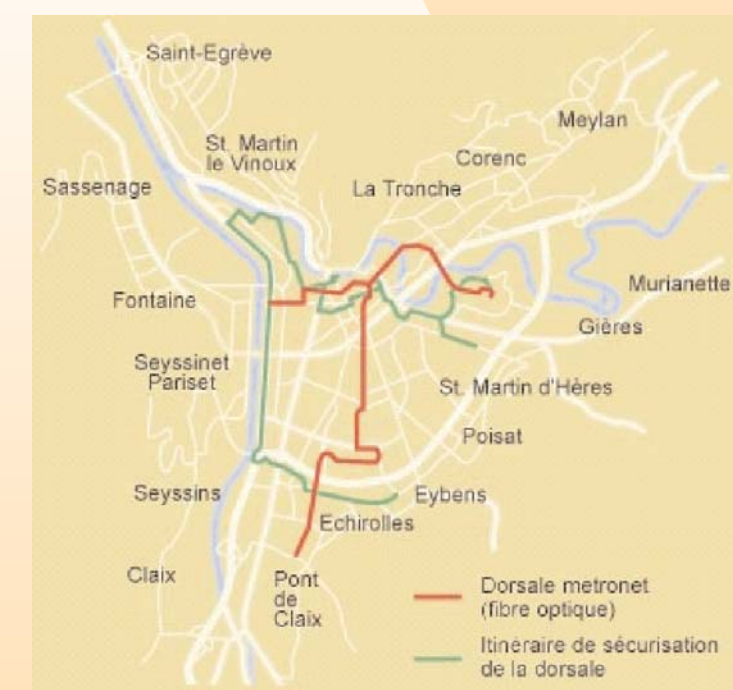 Saint-Egrève
St. Martin
le Vinoux
Meylan
Corenc
Sassenage
La Tronche
Murianette
Fontaine
Gières
Seyssinet
Pariset
St. Martin d'Hères
Poisat
Seyssins
Eybens
Echirolles
Claix
Pont
de
Claix
Dorsale metronet
(fibre optique)
Itinéraire de sécurisation
de la dorsale